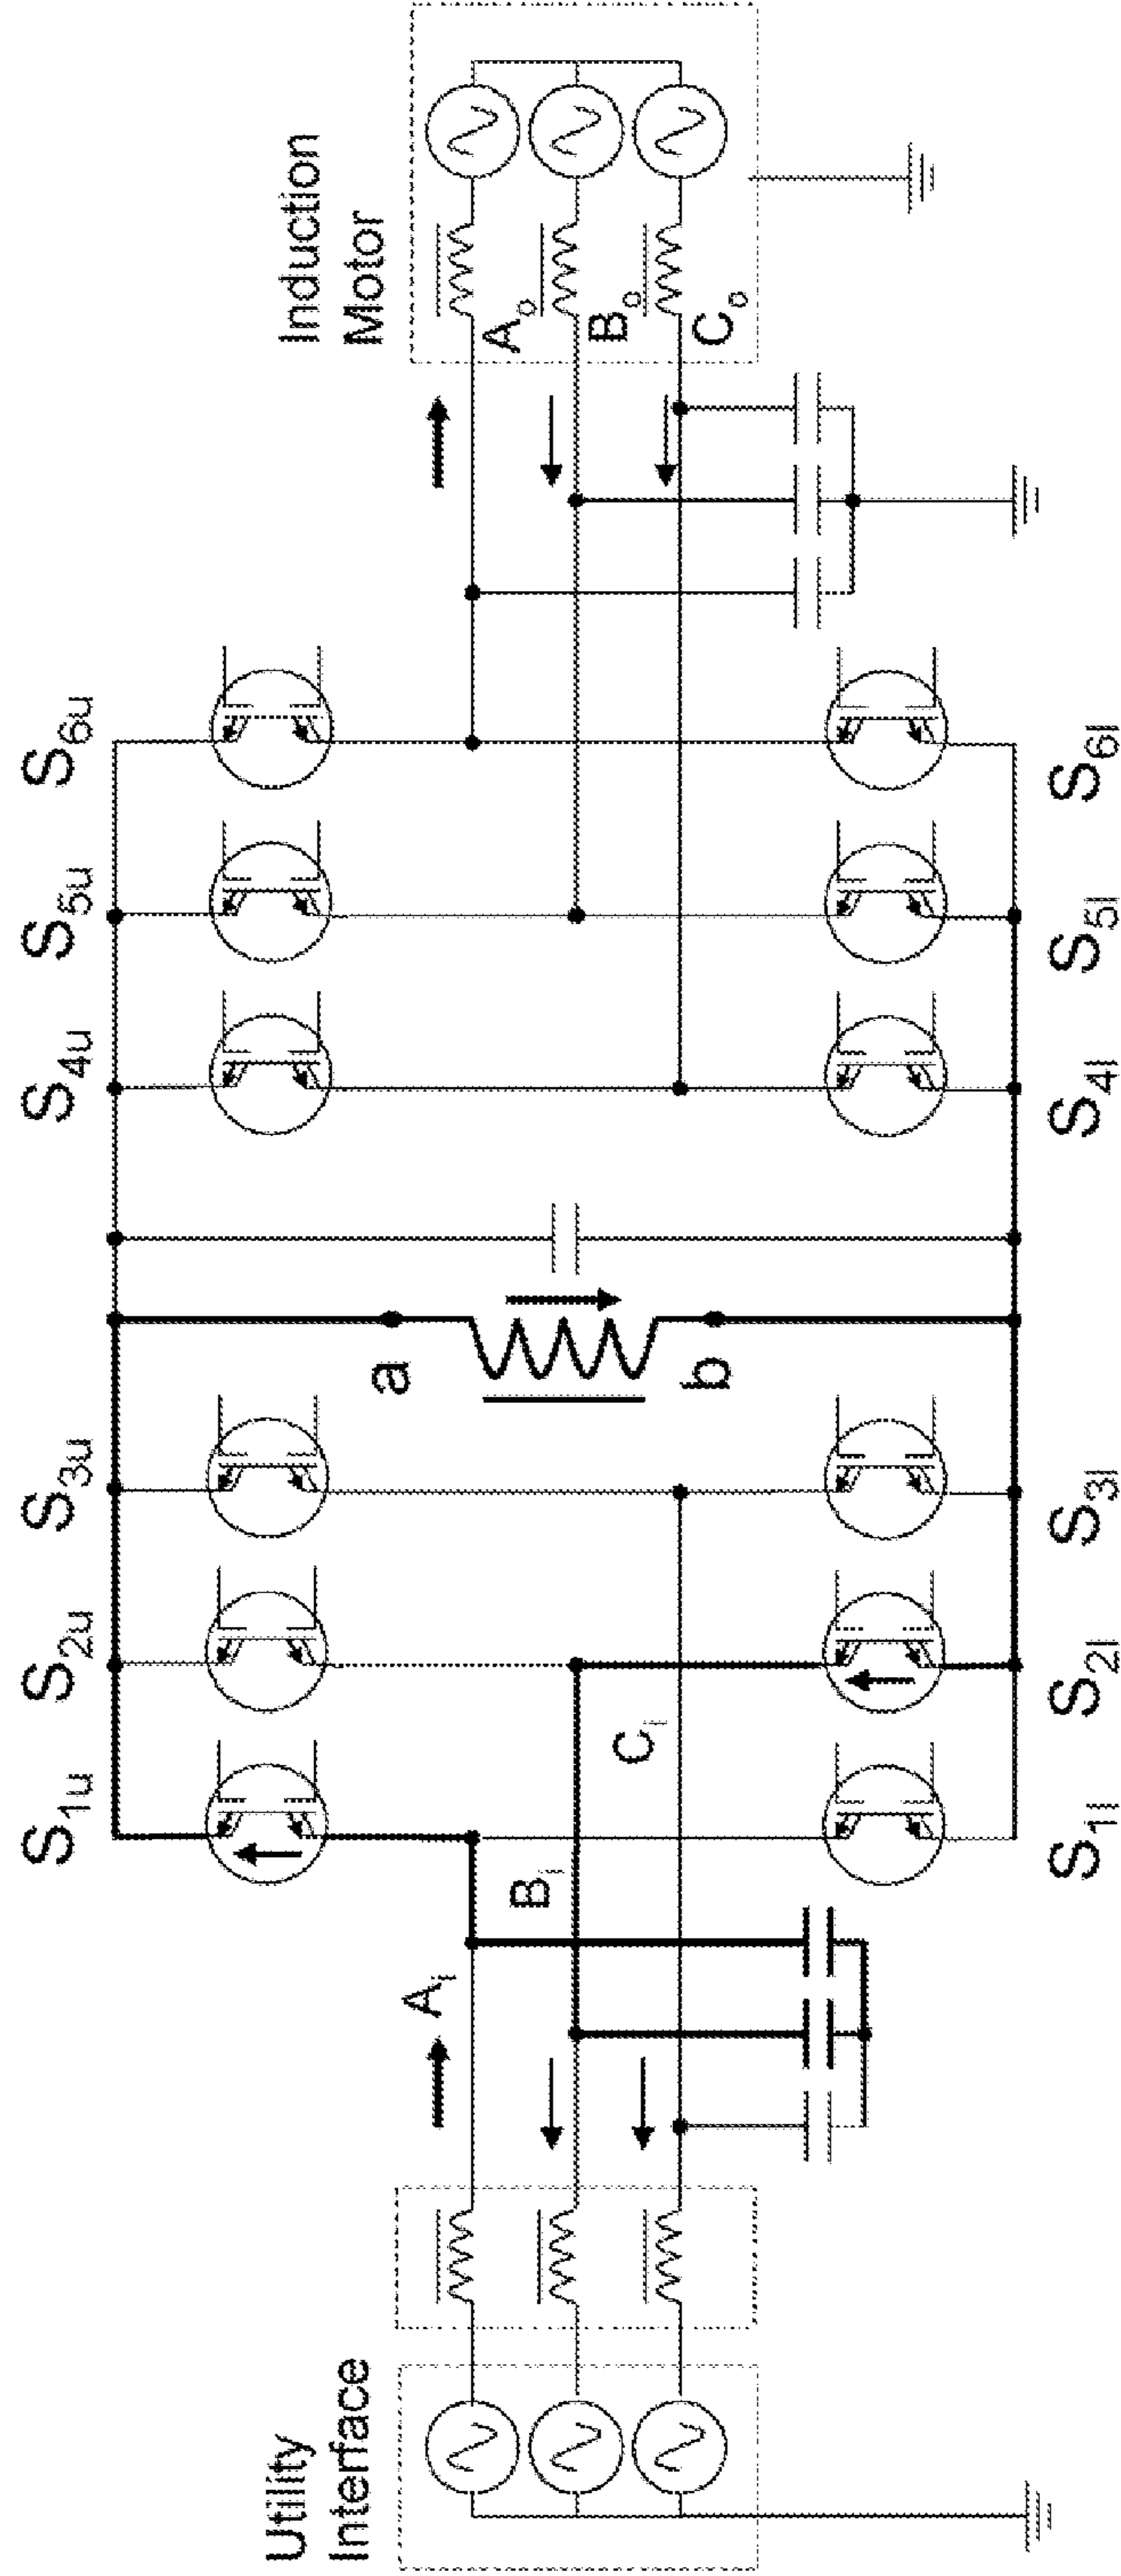 Utility
Interface
Induction
Motor
S1u
S2u
S3u
S4u
S5u
S6u
Ai
Bi
Ci
a
b
Ao
Bo
Co
S1l
S2l
S3l
S4l
S5l
S6l